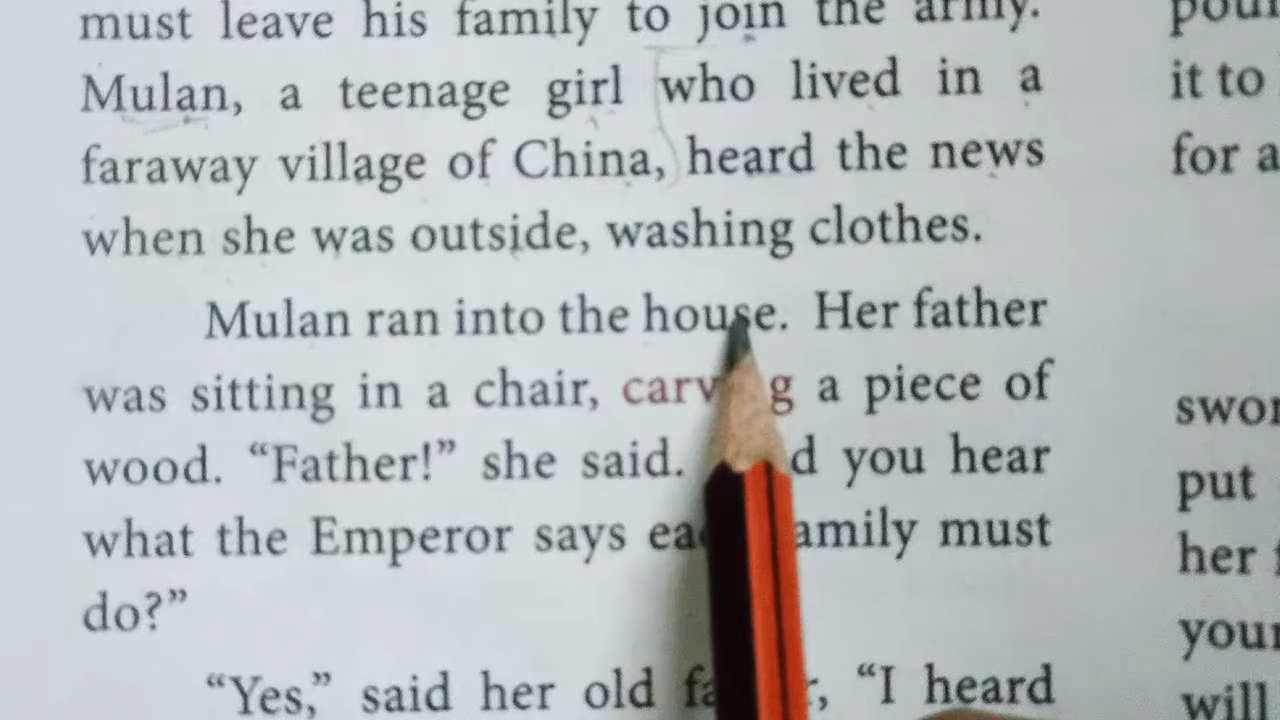 must leave his family to join the army.
Mulan, a teenage girl who lived in a
faraway village of China, heard the news
when she was outside, washing clothes.
Mulan ran into the house. Her father
was sitting in a chair, a piece of
wood. “Father!” she said. you hear
what the Emperor says must
do?”
“Yes,” said her old “I heard
it to
for a
put
her
will